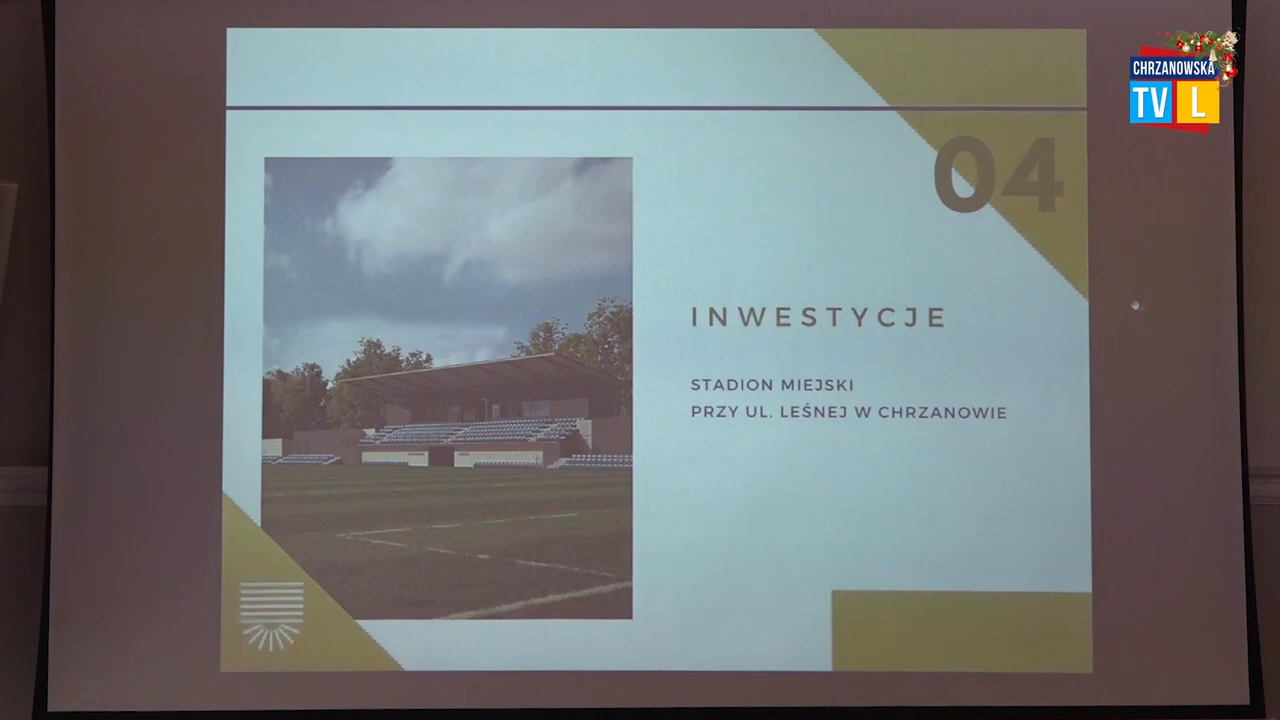 CHRZANOWSKA
TV L
04
INWESTYCJE
STADION MIEJSKI
PRZY UL. LEŚNEJ W CHRZANOWIE